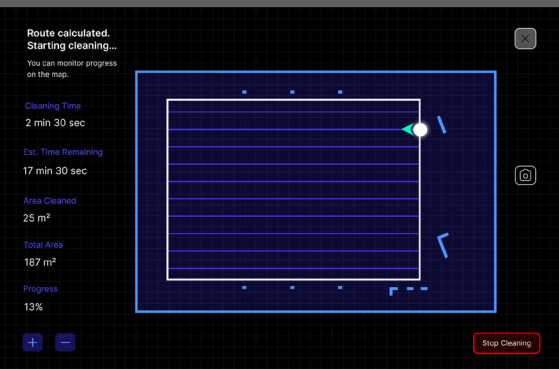 Route calculated.
Starting cleaning...
You can monitor progress
on the map.
Cleaning Time
2 min 30 sec
Est. Time Remaining
17 min 30 sec
Area Cleaned
25 m²
Total Area
187 m²
Progress
13%
Stop Cleaning